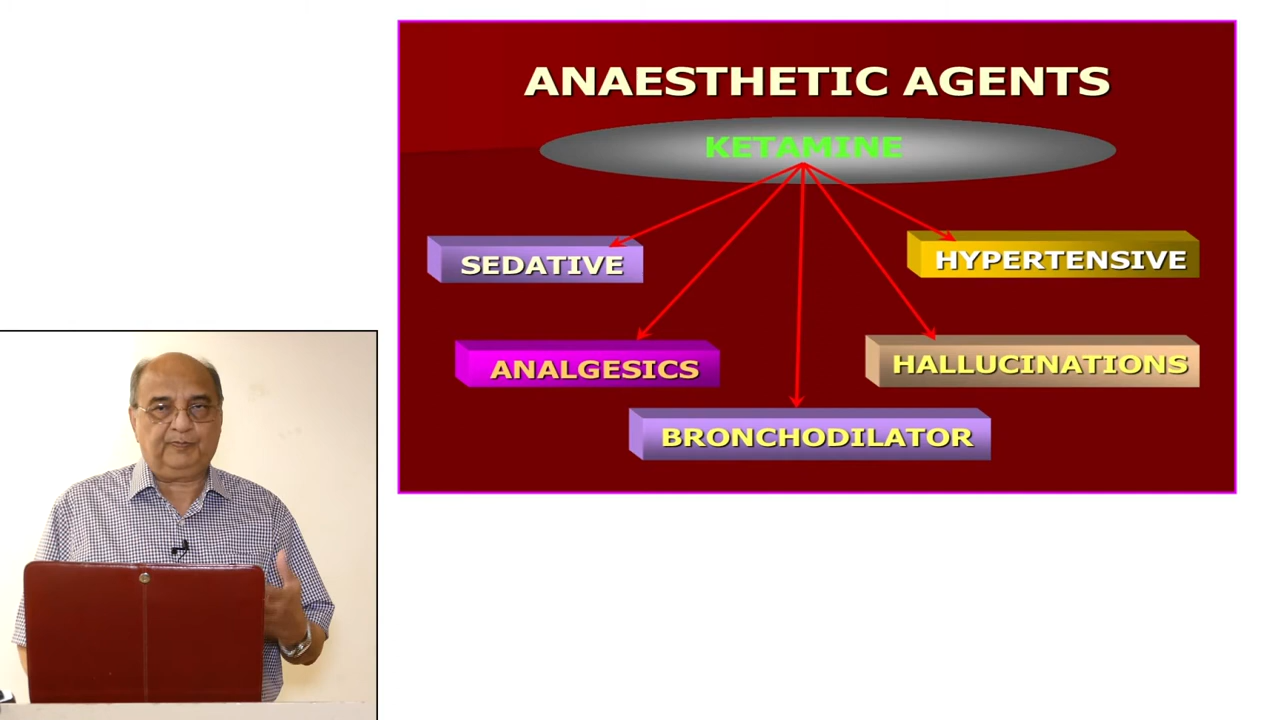 ANAESTHETIC AGENTS
KETAMINE
SEDATIVE
HYPERTENSIVE
ANALGESICS
HALLUCINATIONS
BRONCHODILATOR